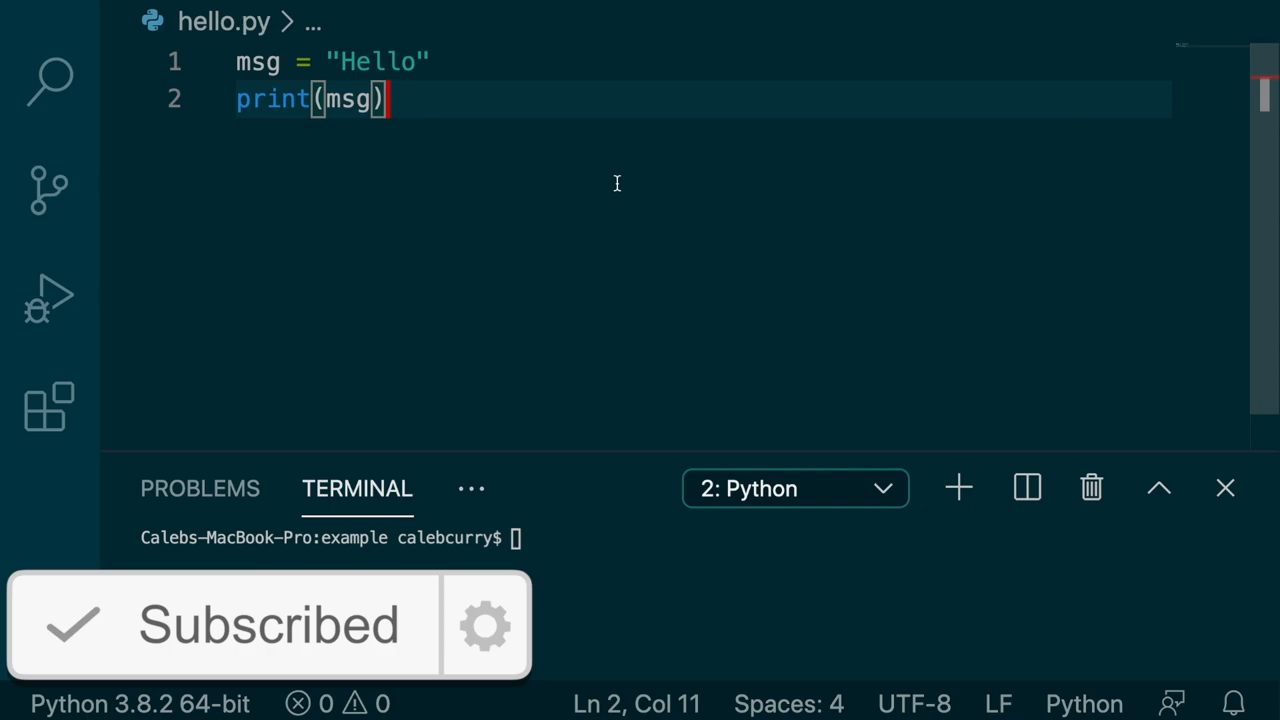 hello.py > ...
1 msg = "Hello"
2 print(msg)
PROBLEMS TERMINAL ... 2: Python
Calebs-MacBook-Pro:example calebcurry$
Subscribed
Python 3.8.2 64-bit 0 0 Ln 2, Col 11 Spaces: 4 UTF-8 LF Python